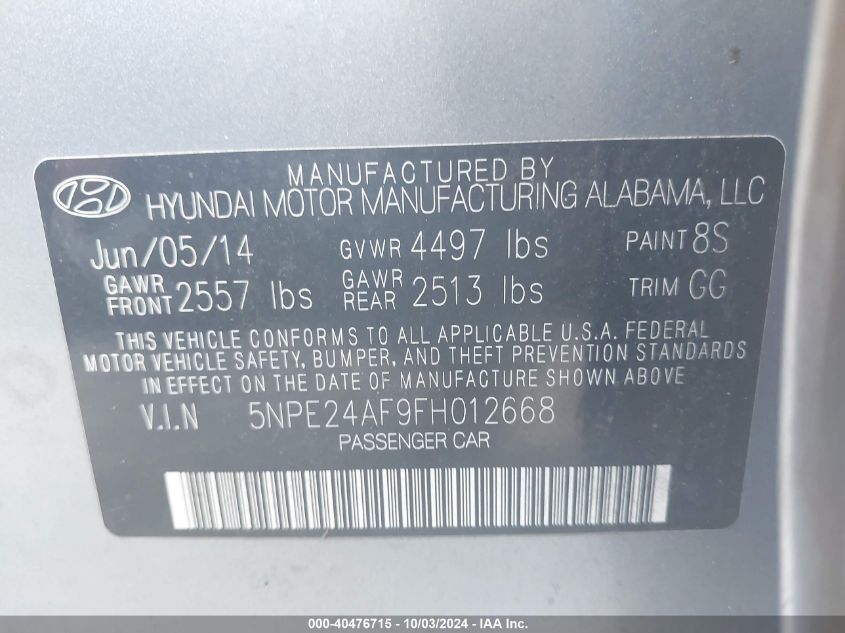 MANUFACTURED BY
HYUNDAI MOTOR MANUFACTURING ALABAMA, LLC
Jun/05/14 GVWR 4497 lbs PAINT 8S
GAWR FRONT 2557 lbs GAWR REAR 2513 lbs TRIM GG
THIS VEHICLE CONFORMS TO ALL APPLICABLE U.S.A. FEDERAL
MOTOR VEHICLE SAFETY, BUMPER, AND THEFT PREVENTION STANDARDS
IN EFFECT ON THE DATE OF MANUFACTURE SHOWN ABOVE
V.I.N 5NPE24AF9FH012668
PASSENGER CAR
000-40476715 - 10/03/2024 - IAA Inc.